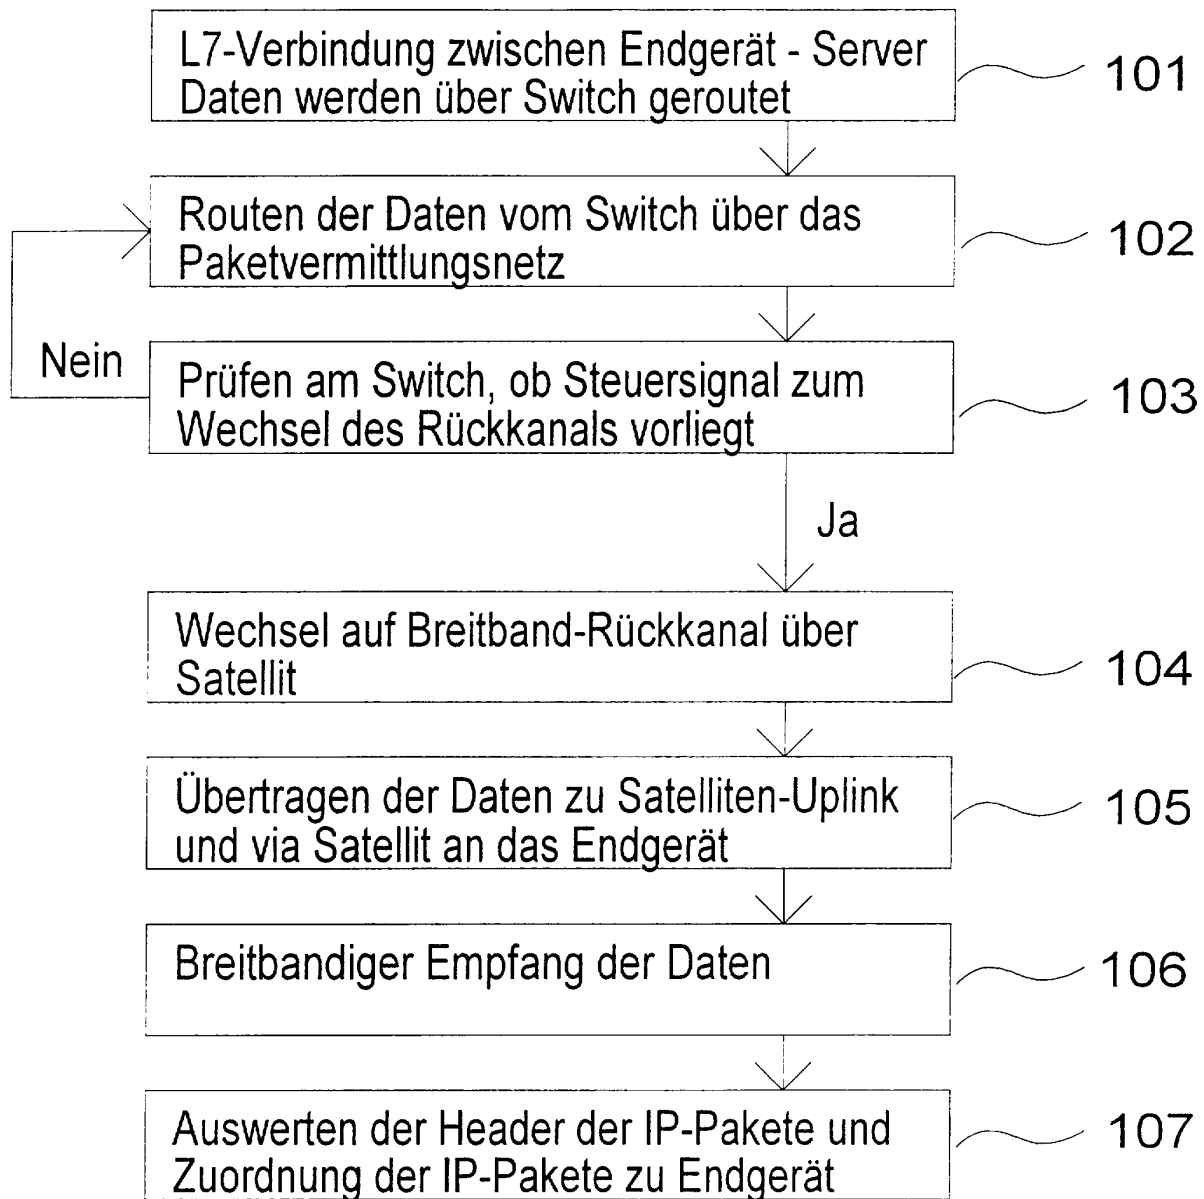 L7-Verbindung zwischen Endgerät - Server
Daten werden über Switch geroutet
101
Routen der Daten vom Switch über das
Paketvermittlungsnetz
102
Nein
Prüfen am Switch, ob Steuersignal zum
Wechsel des Rückkanals vorliegt
103
Ja
Wechsel auf Breitband-Rückkanal über
Satellit
104
Übertragen der Daten zu Satelliten-Uplink
und via Satellit an das Endgerät
105
Breitbandiger Empfang der Daten
106
Auswerten der Header der IP-Pakete und
Zuordnung der IP-Pakete zu Endgerät
107